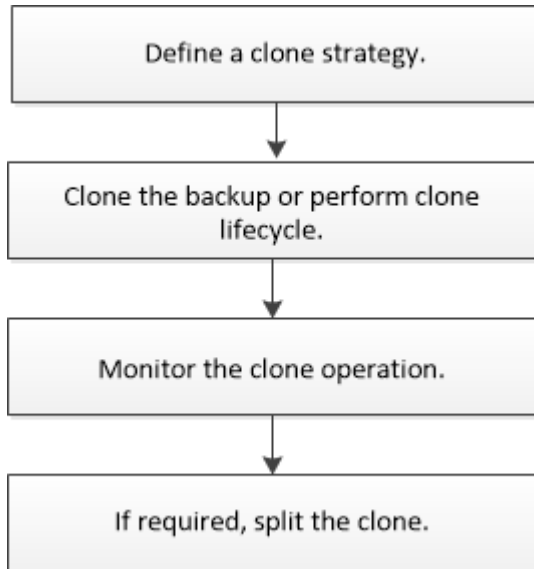 Define a clone strategy.
Clone the backup or perform clone
lifecycle.
Monitor the clone operation.
If required, split the clone.